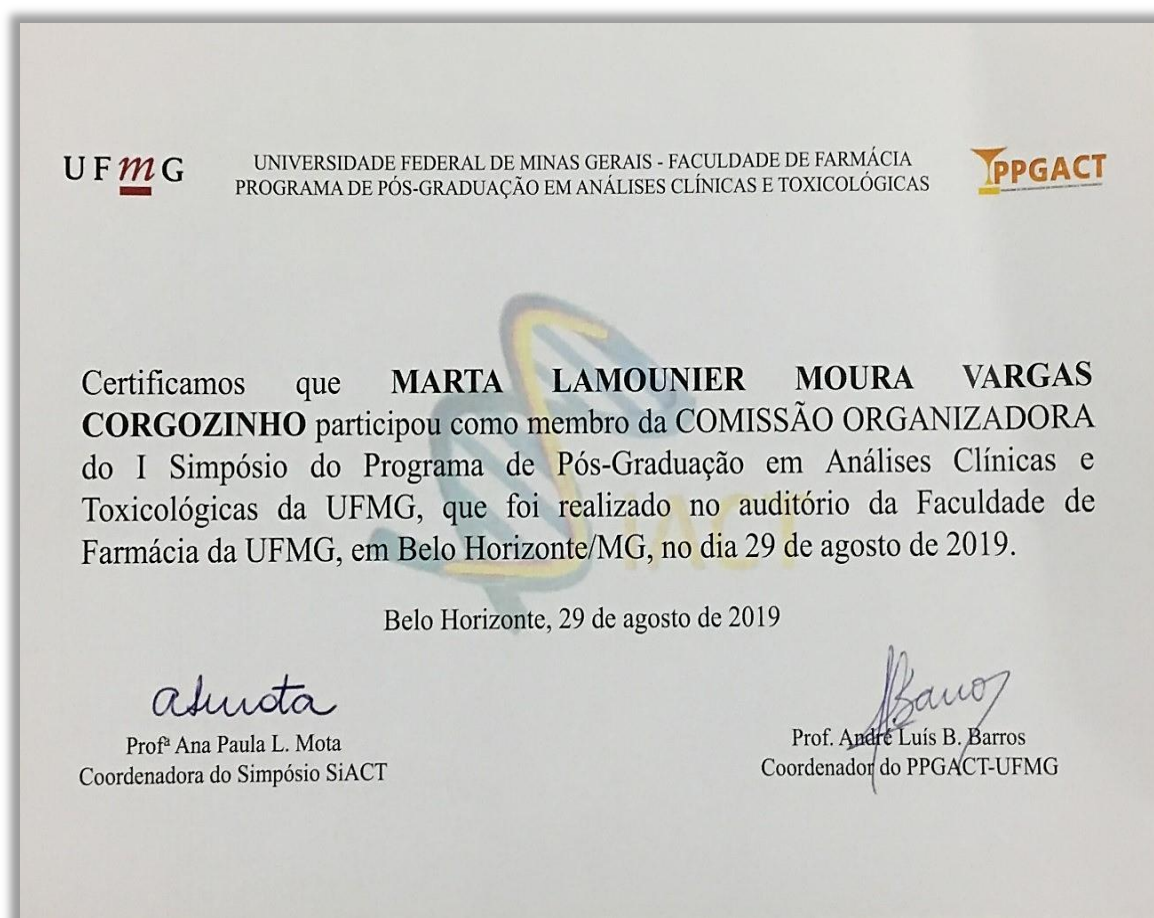 UFmG
UNIVERSIDADE FEDERAL DE MINAS GERAIS - FACULDADE DE FARMÁCIA
PROGRAMA DE PÓS-GRADUAÇÃO EM ANÁLISES CLÍNICAS E TOXICOLÓGICAS
PPGACT
Certificamos que MARTA LAMOUNIER MOURA VARGAS
CORGOZINHO participou como membro da COMISSÃO ORGANIZADORA
do I Simpósio do Programa de Pós-Graduação em Análises Clínicas e
Toxicológicas da UFMG, que foi realizado no auditório da Faculdade de
Farmácia da UFMG, em Belo Horizonte/MG, no dia 29 de agosto de 2019.
IACT
Belo Horizonte, 29 de agosto de 2019
Profª Ana Paula L. Mota
Coordenadora do Simpósio SiACT
Prof. André Luís B. Barros
Coordenador do PPGACT-UFMG